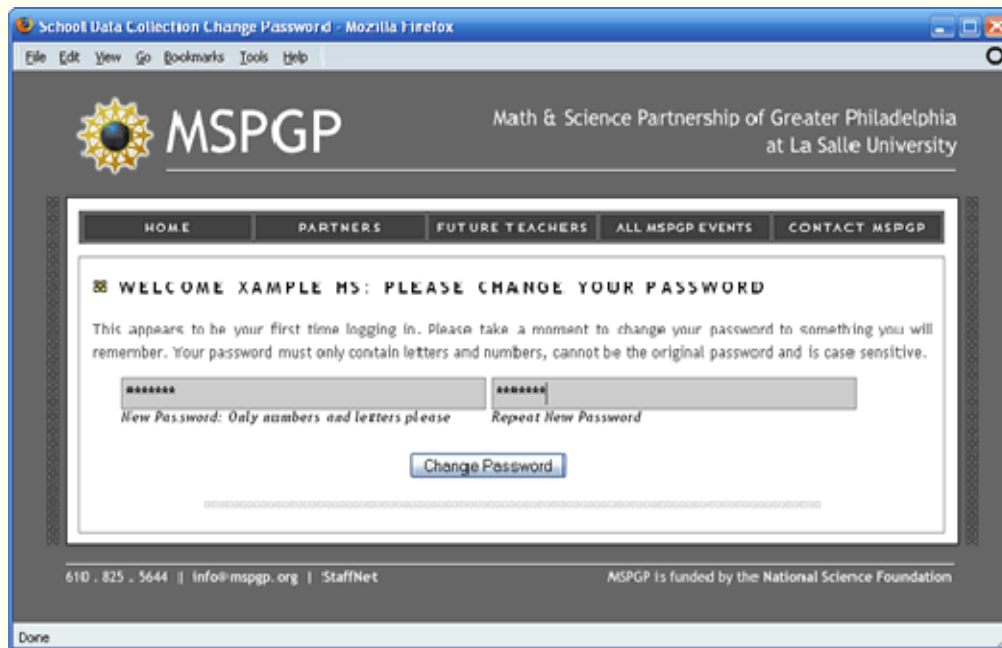 School Data Collection Change Password - Mozilla Firefox
File Edit View Go Bookmarks Tools Help
MSPGP
Math & Science Partnership of Greater Philadelphia
at La Salle University
HOME PARTNERS FUTURE TEACHERS ALL MSPGP EVENTS CONTACT MSPGP
WELCOME XAMPLE HS: PLEASE CHANGE YOUR PASSWORD
This appears to be your first time logging in. Please take a moment to change your password to something you will
remember. Your password must only contain letters and numbers, cannot be the original password and is case sensitive.
******* *******
New Password: Only numbers and letters please Repeat New Password
Change Password
610 . 825 . 5644 | info@mspgp.org | StaffNet MSPGP is funded by the National Science Foundation
Done